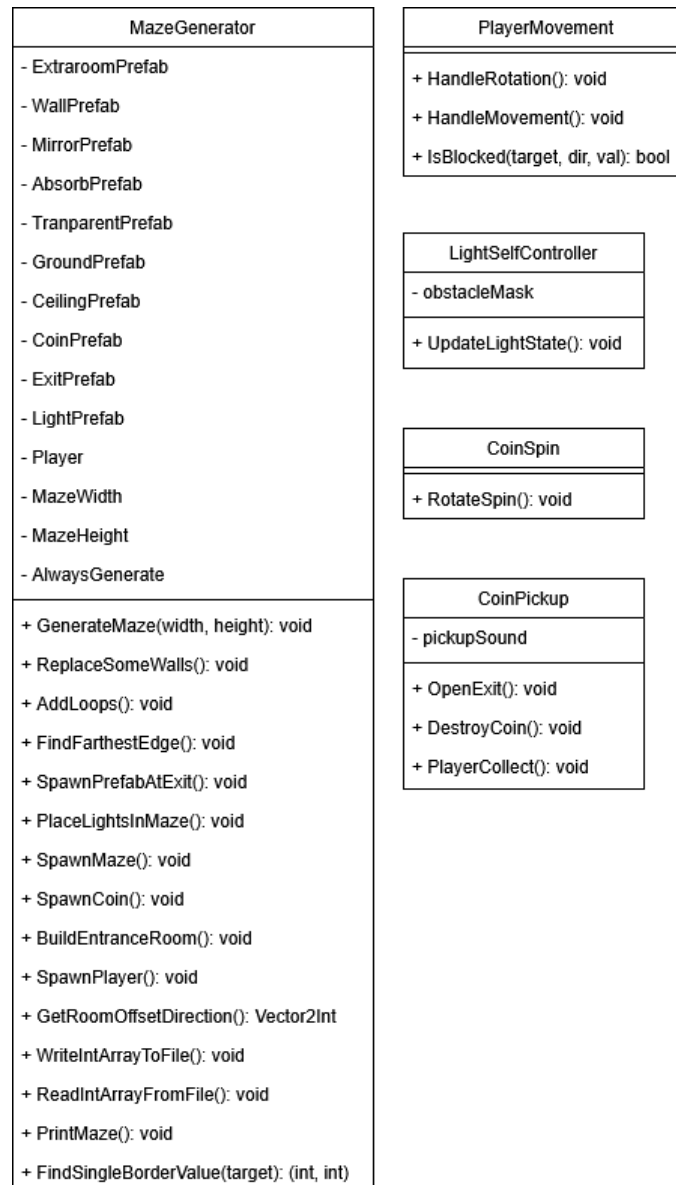 MazeGenerator
- ExtraroomPrefab
- WallPrefab
- MirrorPrefab
- AbsorbPrefab
- TranparentPrefab
- GroundPrefab
- CeilingPrefab
- CoinPrefab
- ExitPrefab
- LightPrefab
- Player
- MazeWidth
- MazeHeight
- AlwaysGenerate
+ GenerateMaze(width, height): void
+ ReplaceSomeWalls(): void
+ AddLoops(): void
+ FindFarthestEdge(): void
+ SpawnPrefabAtExit(): void
+ PlaceLightsInMaze(): void
+ SpawnMaze(): void
+ SpawnCoin(): void
+ BuildEntranceRoom(): void
+ SpawnPlayer(): void
+ GetRoomOffsetDirection(): Vector2Int
+ WriteIntArrayToFile(): void
+ ReadIntArrayFromFile(): void
+ PrintMaze(): void
+ FindSingleBorderValue(target): (int, int)
PlayerMovement
+ HandleRotation(): void
+ HandleMovement(): void
+ IsBlocked(target, dir, val): bool
LightSelfController
- obstacleMask
+ UpdateLightState(): void
CoinSpin
+ RotateSpin(): void
CoinPickup
- pickupSound
+ OpenExit(): void
+ DestroyCoin(): void
+ PlayerCollect(): void